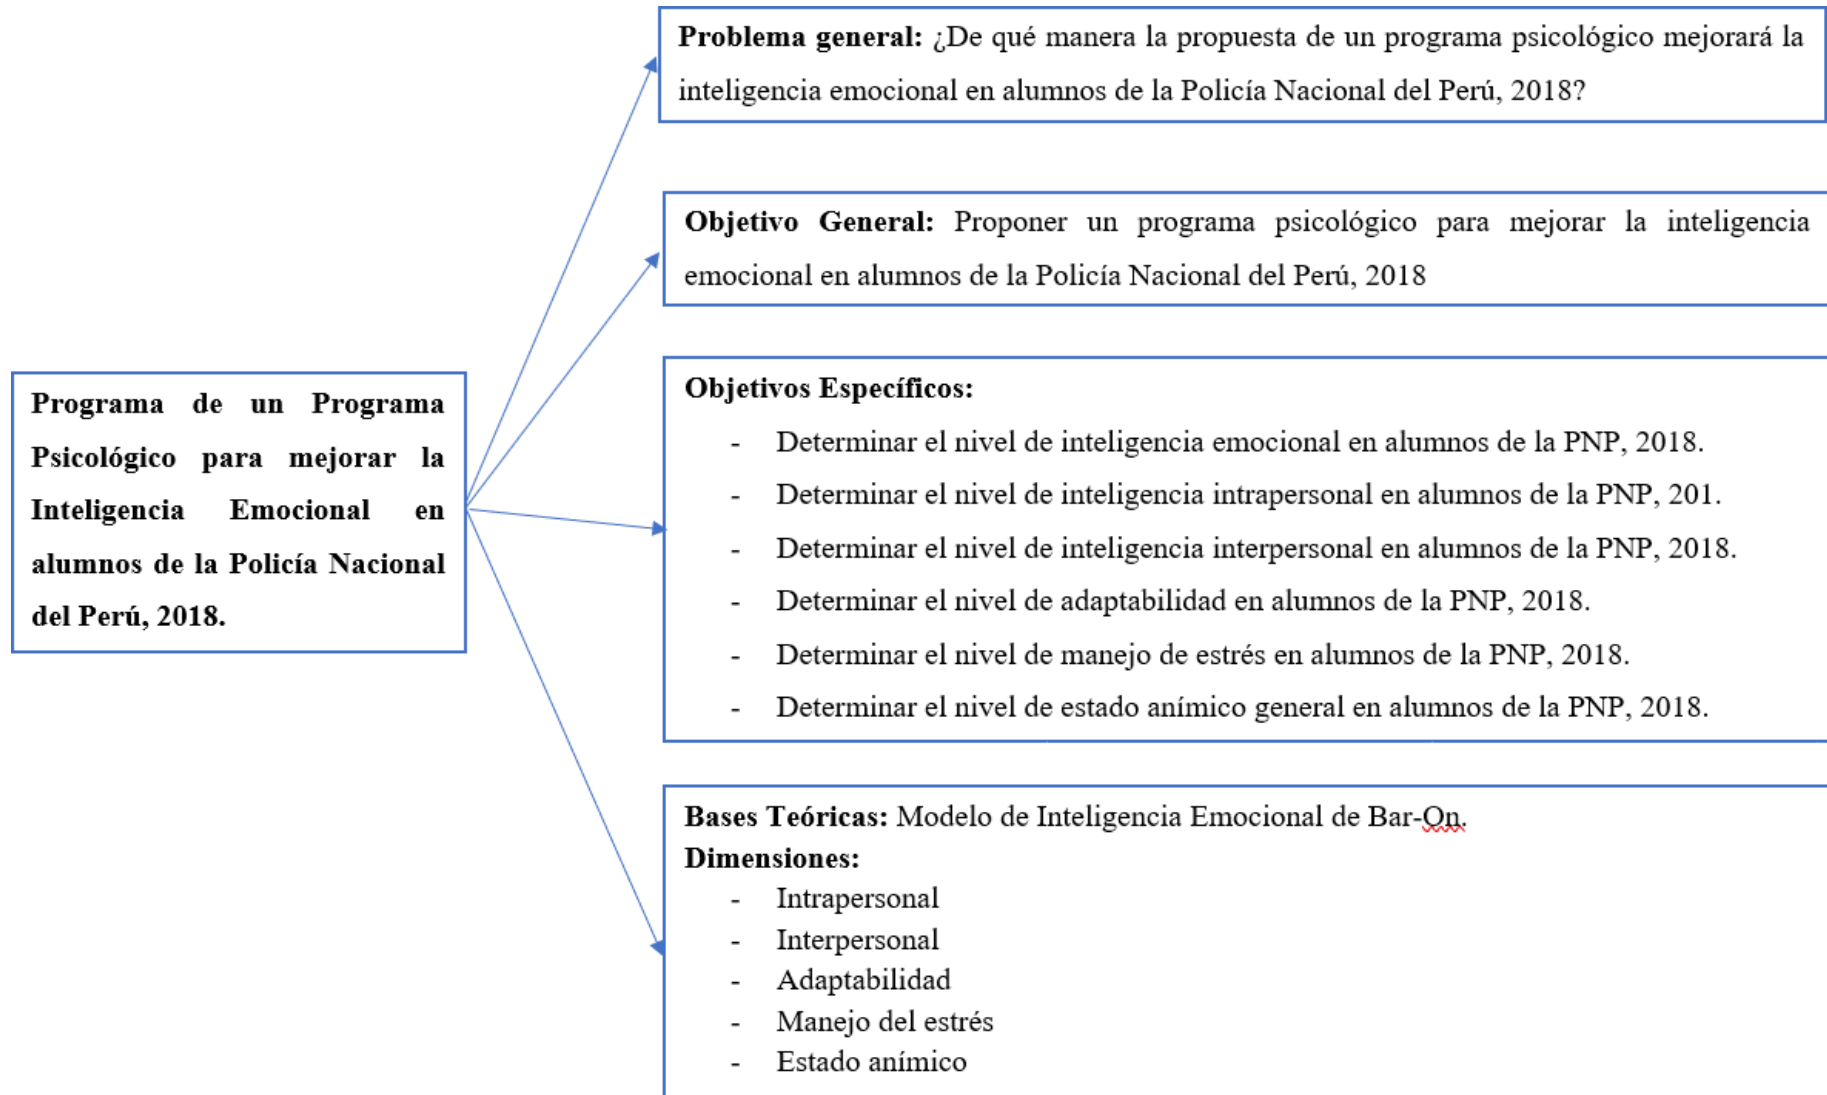 Problema general: ¿De qué manera la propuesta de un programa psicológico mejorará la
inteligencia emocional en alumnos de la Policía Nacional del Perú, 2018?
Objetivo General: Proponer un programa psicológico para mejorar la inteligencia
emocional en alumnos de la Policía Nacional del Perú, 2018
Programa de un Programa
Psicológico para mejorar la
Inteligencia Emocional en
alumnos de la Policía Nacional
del Perú, 2018.
Objetivos Específicos:
- Determinar el nivel de inteligencia emocional en alumnos de la PNP, 2018.
- Determinar el nivel de inteligencia intrapersonal en alumnos de la PNP, 201.
- Determinar el nivel de inteligencia interpersonal en alumnos de la PNP, 2018.
- Determinar el nivel de adaptabilidad en alumnos de la PNP, 2018.
- Determinar el nivel de manejo de estrés en alumnos de la PNP, 2018.
- Determinar el nivel de estado anímico general en alumnos de la PNP, 2018.
Bases Teóricas: Modelo de Inteligencia Emocional de Bar-On.
Dimensiones:
- Intrapersonal
- Interpersonal
- Adaptabilidad
- Manejo del estrés
- Estado anímico